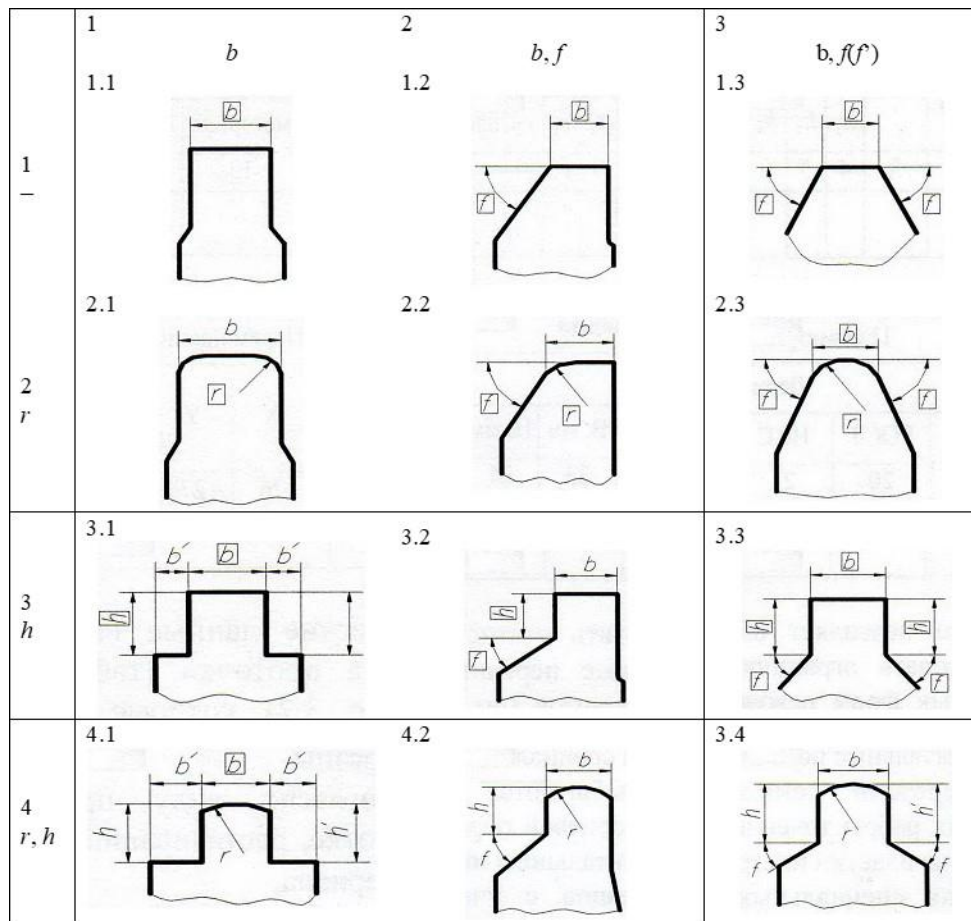 1 2 3
b b, f b, f(f')
1.1 1.2 1.3
1
–
b b b
f f f
2.1 2.2 2.3
2
r
b b b
r f r f r f
3.1 3.2 3.3
3
h
b′ b b′ b b
h h h h
f f f
4.1 4.2 3.4
4
r, h
b′ b b′ b b
h r h′ h r h r h′
f f f